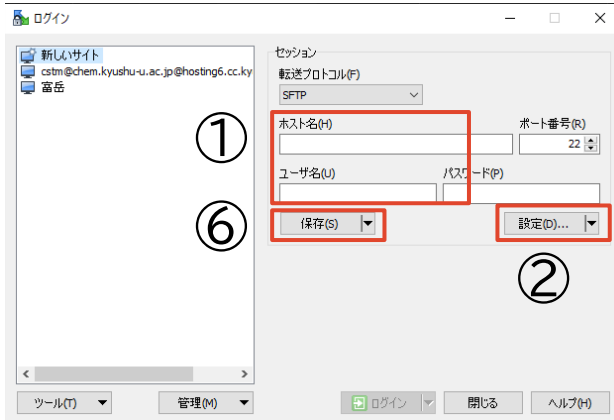 ログイン
新しいサイト
cstm@chem.kyushu-u.ac.jp@hosting6.cc.ky
富岳
セッション
転送プロトコル(F)
SFTP
①
ホスト名(H)
ポート番号(R)
22
ユーザ名(U)
パスワード(P)
⑥
保存(S)
設定(D)...
②
ツール(T)
管理(M)
ログイン
閉じる
ヘルプ(H)